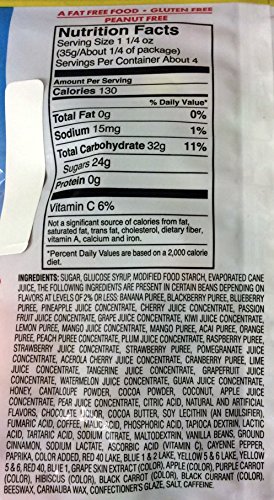 A FAT FREE FOOD • GLUTEN FREE
PEANUT FREE
Nutrition Facts
Serving Size 1 1/4 oz
(35g/About 1/4 of package)
Servings Per Container About 4
Amount Per Serving
Calories 130
% Daily Value*
Total Fat 0g 0%
Sodium 15mg 1%
Total Carbohydrate 32g 11%
Sugars 24g
Protein 0g
Vitamin C 6%
Not a significant source of calories from fat,
saturated fat, trans fat, cholesterol, dietary fiber,
vitamin A, calcium and iron.
*Percent Daily Values are based on a 2,000 calorie
diet.
INGREDIENTS: SUGAR, GLUCOSE SYRUP, MODIFIED FOOD STARCH, EVAPORATED CANE
JUICE, THE FOLLOWING INGREDIENTS ARE PRESENT IN CERTAIN BEANS DEPENDING ON
FLAVORS AT LEVELS OF 2% OR LESS: BANANA PUREE, BLACKBERRY PUREE, BLUEBERRY
PUREE, PINEAPPLE JUICE CONCENTRATE, CHERRY JUICE CONCENTRATE, PASSION
FRUIT JUICE CONCENTRATE, GRAPE JUICE CONCENTRATE, KIWI JUICE CONCENTRATE,
LEMON PUREE, MANGO JUICE CONCENTRATE, MANGO PUREE, ACAI PUREE, ORANGE
PUREE, PEACH PUREE CONCENTRATE, PLUM JUICE CONCENTRATE, RASPBERRY PUREE,
STRAWBERRY JUICE CONCENTRATE, STRAWBERRY PUREE, POMEGRANATE JUICE
CONCENTRATE, ACEROLA CHERRY JUICE CONCENTRATE, CRANBERRY PUREE, LIME
JUICE CONCENTRATE, TANGERINE JUICE CONCENTRATE, GRAPEFRUIT JUICE
CONCENTRATE, WATERMELON JUICE CONCENTRATE, GUAVA JUICE CONCENTRATE,
HONEY, CANTALOUPE POWDER, COCOA POWDER, COCONUT, APPLE JUICE
CONCENTRATE, PEAR JUICE CONCENTRATE, CITRIC ACID, NATURAL AND ARTIFICIAL
FLAVORS, CHOCOLATE LIQUOR, COCOA BUTTER, SOY LECITHIN (AN EMULSIFIER),
FUMARIC ACID, COFFEE, MALIC ACID, PHOSPHORIC ACID, TAPIOCA DEXTRIN, LACTIC
ACID, TARTARIC ACID, SODIUM CITRATE, MALTODEXTRIN, VANILLA BEANS, GROUND
CINNAMON, SODIUM LACTATE, ASCORBIC ACID (VITAMIN C), CAYENNE PEPPER,
PAPRIKA, COLOR ADDED, RED 40 LAKE, BLUE 1 & 2 LAKE, YELLOW 5 & 6 LAKE, YELLOW
5 & 6, RED 40, BLUE 1, GRAPE SKIN EXTRACT (COLOR), APPLE (COLOR), PURPLE CARROT
(COLOR), HIBISCUS (COLOR), BLACK CARROT (COLOR), BLACK CURRANT (COLOR),
BEESWAX, CARNAUBA WAX, CONFECTIONER'S GLAZE, SALT, CAFFEINE.